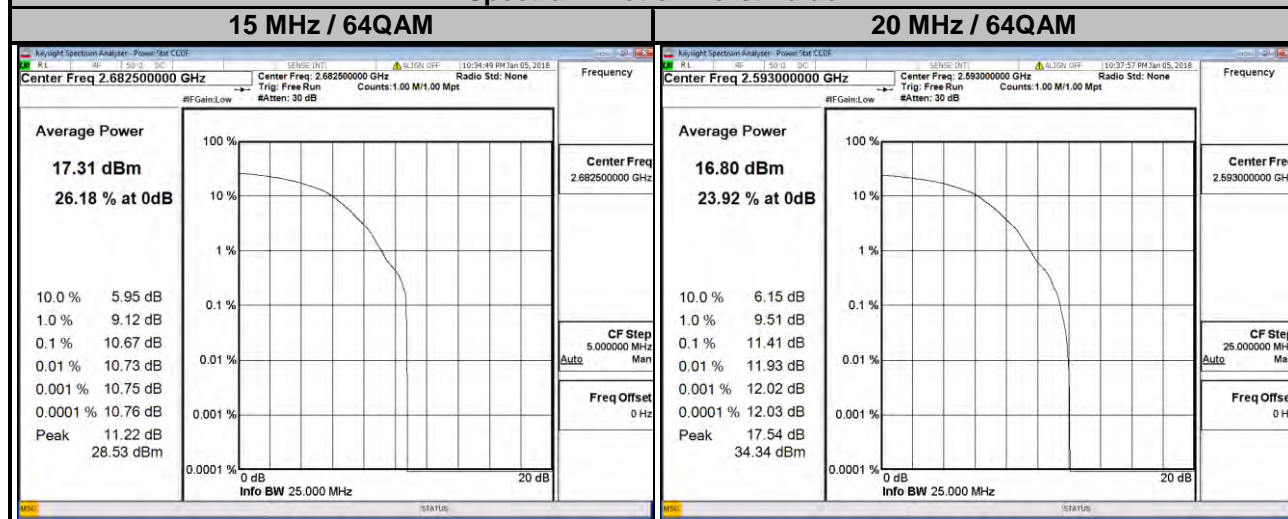 15 MHz / 64QAM
20 MHz / 64QAM
Keysight Spectrum Analyzer - Power Stat CCDF
RL RF 50 Ω DC SENSE:INT ALIGN OFF 10:34:49 PM Jan 05, 2018
Center Freq 2.682500000 GHz
Center Freq: 2.682500000 GHz Radio Std: None
Trig: Free Run Counts:1.00 M/1.00 Mpt
#IFGain:Low #Atten: 30 dB
Frequency
Average Power
17.31 dBm
26.18 % at 0dB
10.0 % 5.95 dB
1.0 % 9.12 dB
0.1 % 10.67 dB
0.01 % 10.73 dB
0.001 % 10.75 dB
0.0001 % 10.76 dB
Peak 11.22 dB
28.53 dBm
100 %
10 %
1 %
0.1 %
0.01 %
0.001 %
0.0001 %
0 dB 20 dB
Info BW 25.000 MHz
Center Freq
2.682500000 GHz
CF Step
5.000000 MHz
Auto Man
Freq Offset
0 Hz
MSG STATUS
Keysight Spectrum Analyzer - Power Stat CCDF
RL RF 50 Ω DC SENSE:INT ALIGN OFF 10:37:57 PM Jan 05, 2018
Center Freq 2.593000000 GHz
Center Freq: 2.593000000 GHz Radio Std: None
Trig: Free Run Counts:1.00 M/1.00 Mpt
#IFGain:Low #Atten: 30 dB
Frequency
Average Power
16.80 dBm
23.92 % at 0dB
10.0 % 6.15 dB
1.0 % 9.51 dB
0.1 % 11.41 dB
0.01 % 11.93 dB
0.001 % 12.02 dB
0.0001 % 12.03 dB
Peak 17.54 dB
34.34 dBm
100 %
10 %
1 %
0.1 %
0.01 %
0.001 %
0.0001 %
0 dB 20 dB
Info BW 25.000 MHz
Center Fre
2.593000000 GH
CF Step
25.000000 MH
Auto Ma
Freq Offse
0 H
MSG STATUS